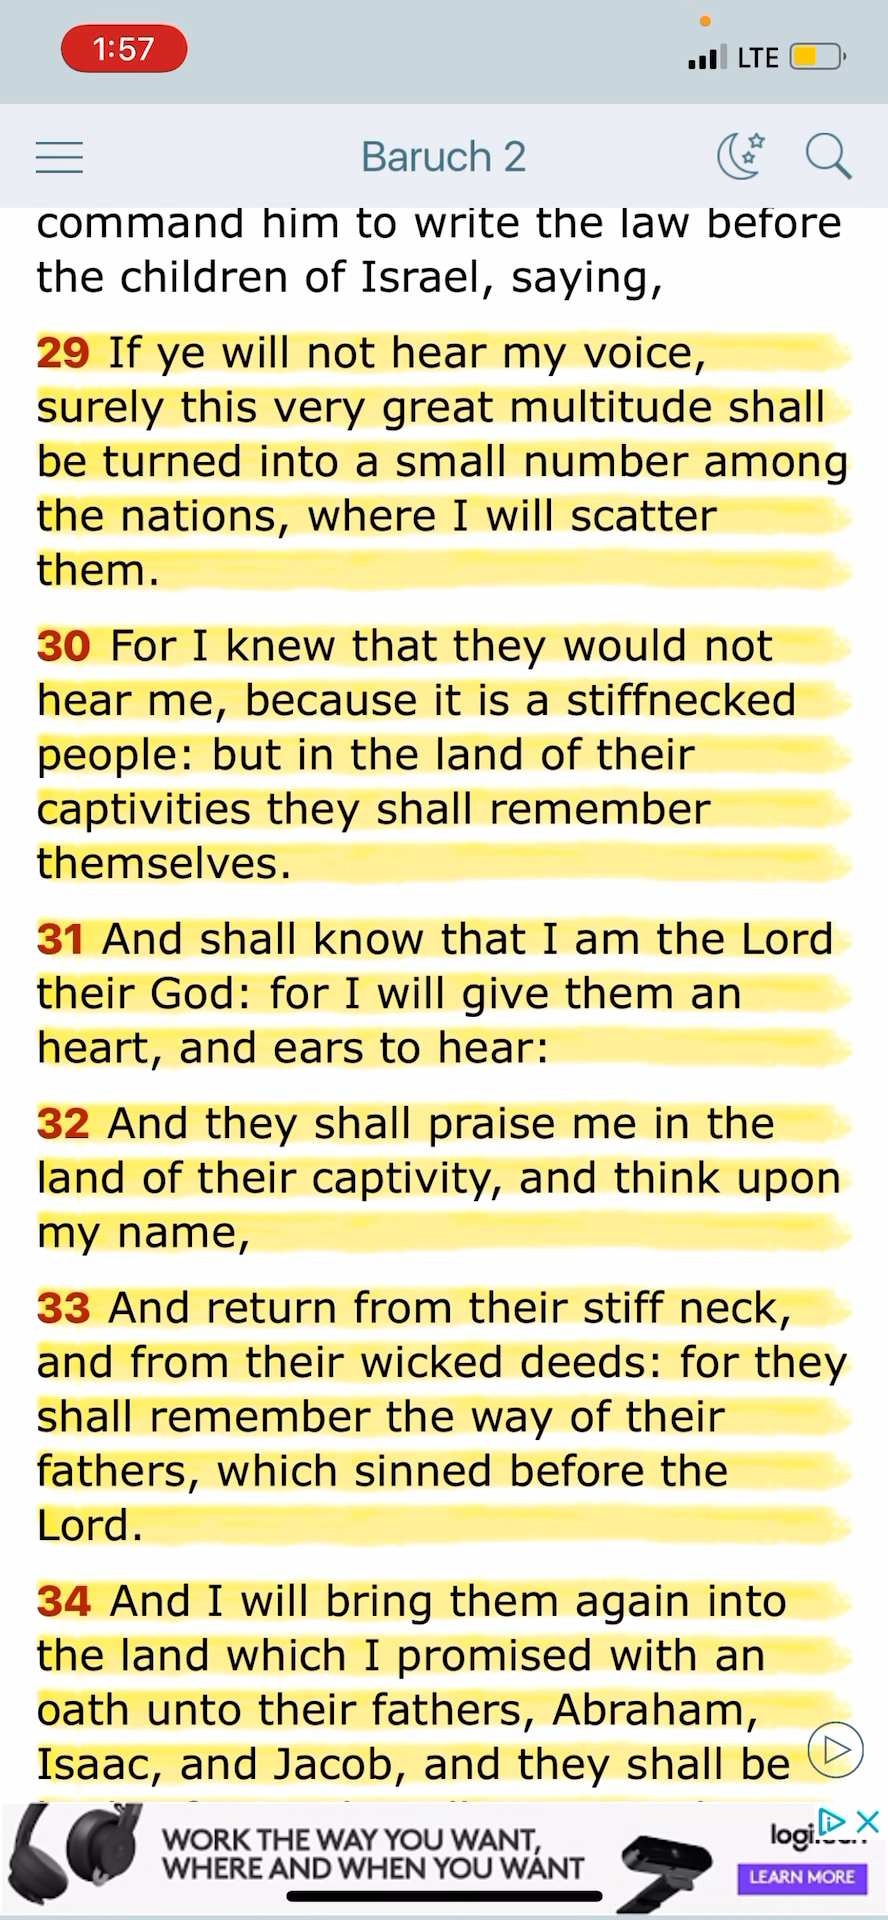 1:57
LTE
Baruch 2
command him to write the law before
the children of Israel, saying,
29 If ye will not hear my voice,
surely this very great multitude shall
be turned into a small number among
the nations, where I will scatter
them.
30 For I knew that they would not
hear me, because it is a stiffnecked
people: but in the land of their
captivities they shall remember
themselves.
31 And shall know that I am the Lord
their God: for I will give them an
heart, and ears to hear:
32 And they shall praise me in the
land of their captivity, and think upon
my name,
33 And return from their stiff neck,
and from their wicked deeds: for they
shall remember the way of their
fathers, which sinned before the
Lord.
34 And I will bring them again into
the land which I promised with an
oath unto their fathers, Abraham,
Isaac, and Jacob, and they shall be
WORK THE WAY YOU WANT,
WHERE AND WHEN YOU WANT
LEARN MORE